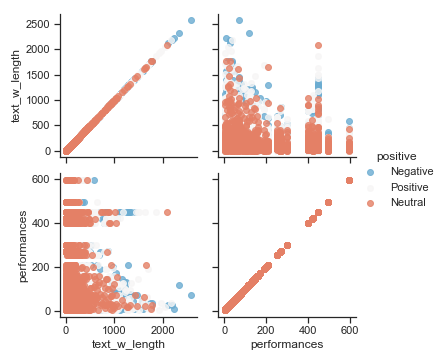 text_w_length
2500
2000
1500
1000
500
0
positive
Negative
Positive
Neutral
performances
600
400
200
0
0 1000 2000
text_w_length
0 200 400 600
performances